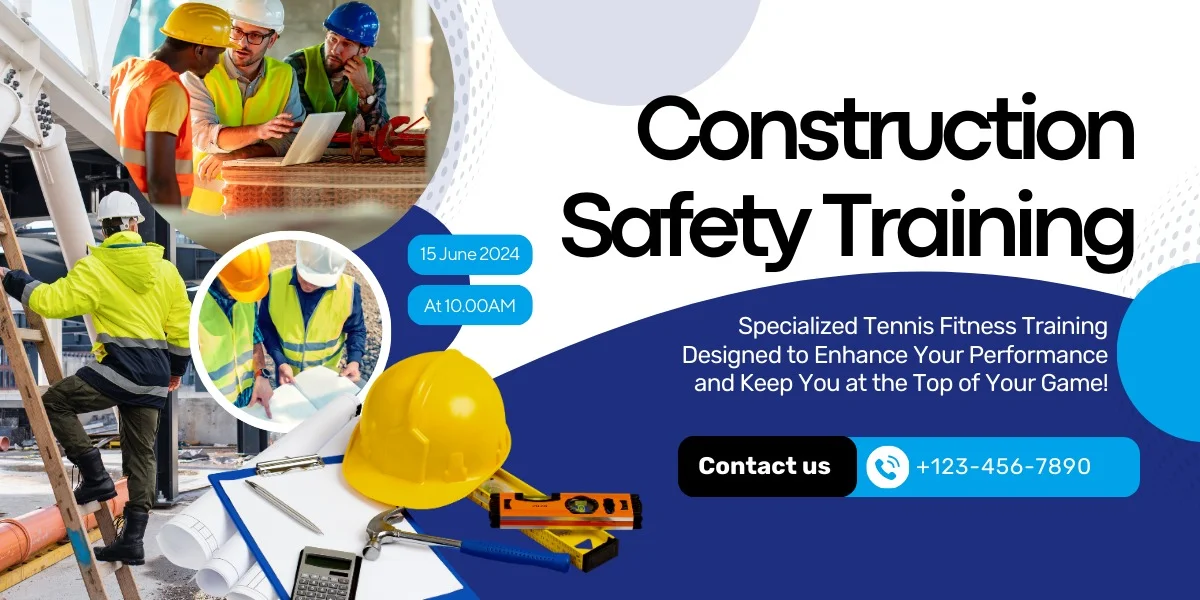 Construction
Safety Training
15 June 2024
At 10.00AM
Specialized Tennis Fitness Training
Designed to Enhance Your Performance
and Keep You at the Top of Your Game!
Contact us
+123-456-7890